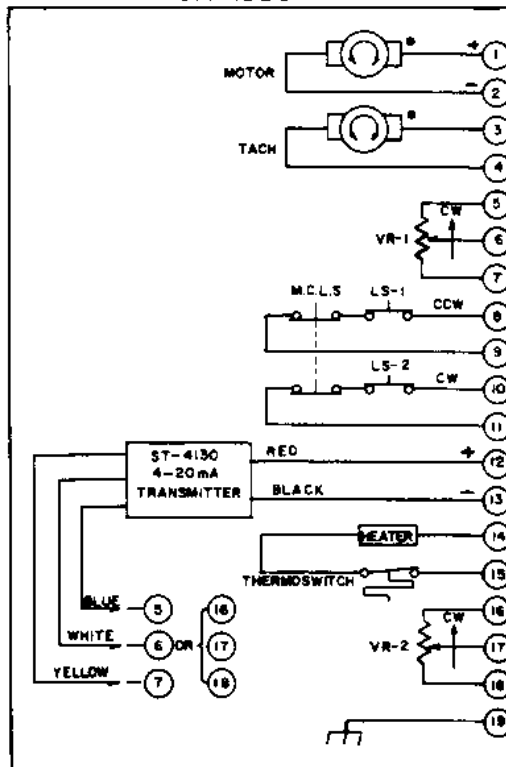 MOTOR
* + 1
- 2
* 3
TACH
4
5
CW
VR-1 6
7
M.C.L.S LS-1 CCW 8
9
LS-2 CW 10
11
ST-4130
4-20mA
TRANSMITTER
RED + 12
BLACK - 13
HEATER 14
THERMOSWITCH 15
BLUE 5 16
WHITE 6 OR 17
YELLOW 7 18
16
CW
VR-2 17
18
19